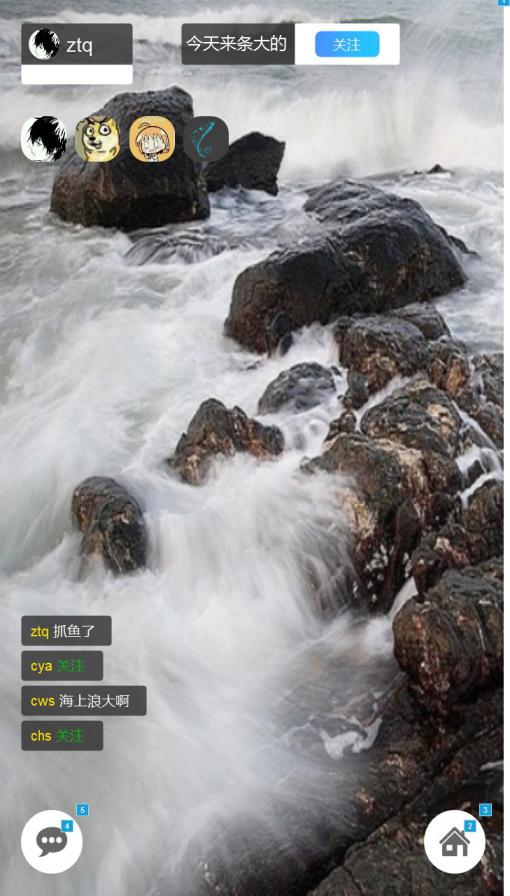 ztq
今天来条大的
关注
ztq 抓鱼了
cya 关注
cws 海上浪大啊
chs 关注
5
4
3
2